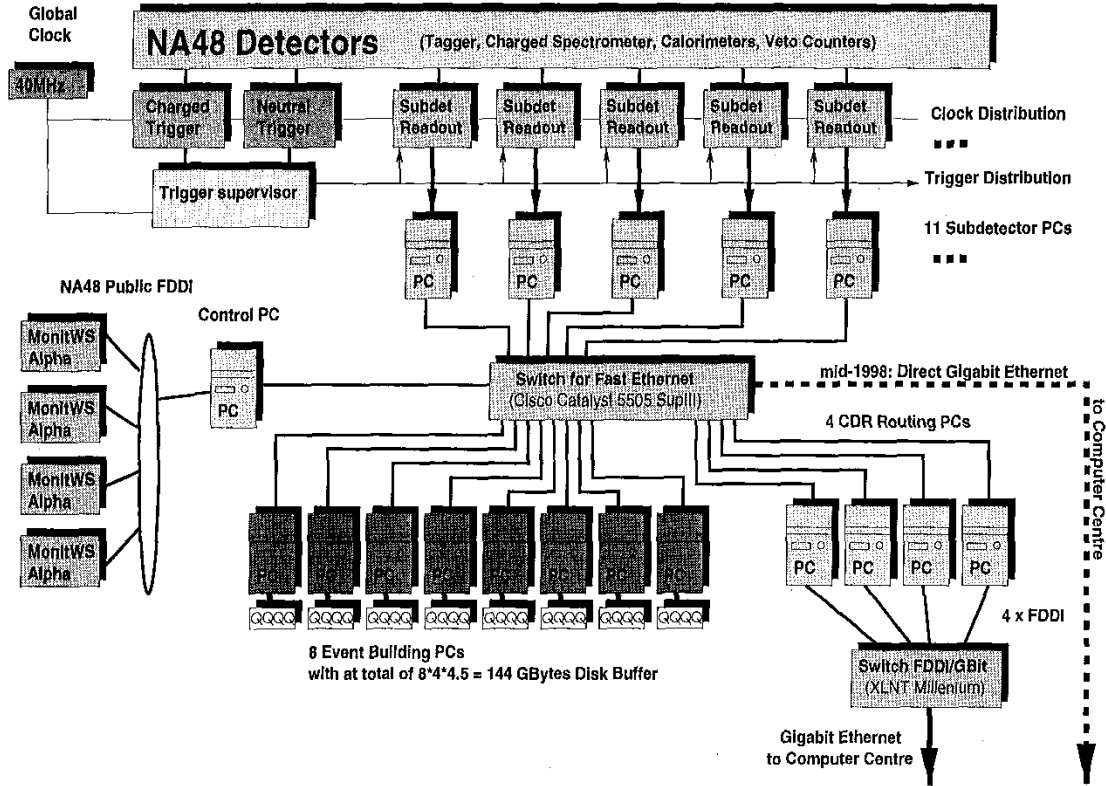 Global
Clock
NA48 Detectors (Tagger, Charged Spectrometer, Calorimeters, Veto Counters)
40MHz
Charged
Trigger
Neutral
Trigger
Subdet
Readout
Subdet
Readout
Subdet
Readout
Subdet
Readout
Subdet
Readout
Clock Distribution
Trigger supervisor
Trigger Distribution
11 Subdetector PCs
PC
PC
PC
PC
PC
NA48 Public FDDI
Control PC
MonitWS
Alpha
MonitWS
Alpha
MonitWS
Alpha
MonitWS
Alpha
PC
Switch for Fast Ethernet
(Cisco Catalyst 5505 SupIII)
mid-1998: Direct Gigabit Ethernet
to Computer Centre
4 CDR Routing PCs
PC
PC
PC
PC
PC
PC
PC
PC
PC
PC
PC
PC
QQQQ
QQQQ
QQQQ
QQQQ
QQQQ
QQQQ
QQQQ
QQQQ
4 x FDDI
8 Event Building PCs
with at total of 8*4*4.5 = 144 GBytes Disk Buffer
Switch FDDI/GBit
(XLNT Millenium)
Gigabit Ethernet
to Computer Centre